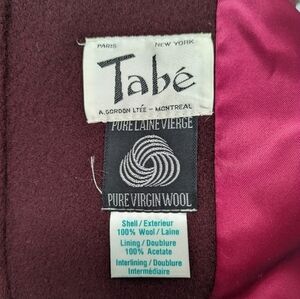 PARIS NEW YORK
Tabé
A. GORDON LTÉE – MONTREAL
PURE LAINE VIERGE
PURE VIRGIN WOOL
Shell / Exterieur
100% Wool / Laine
Lining / Doublure
100% Acetate
Interlining / Doublure
Intermédiaire